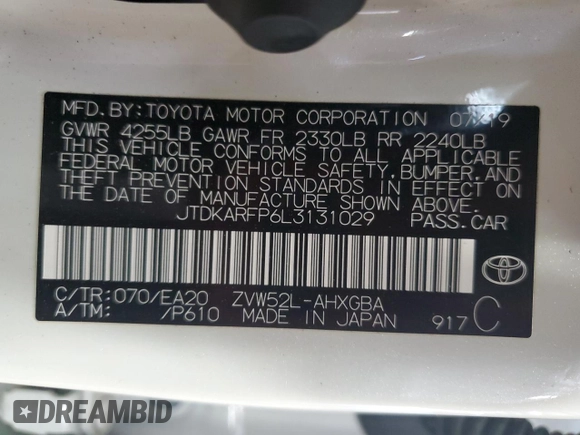 MFD. BY: TOYOTA MOTOR CORPORATION 07/19
GVWR 4255LB GAWR FR 2330LB RR 2240LB
THIS VEHICLE CONFORMS TO ALL APPLICABLE
FEDERAL MOTOR VEHICLE SAFETY, BUMPER, AND
THEFT PREVENTION STANDARDS IN EFFECT ON
THE DATE OF MANUFACTURE SHOWN ABOVE.
JTDKARFP6L3131029 PASS. CAR
C/TR: 070/EA20 ZVW52L-AHXGBA
A/TM: /P610 MADE IN JAPAN 917 C
DREAMBID